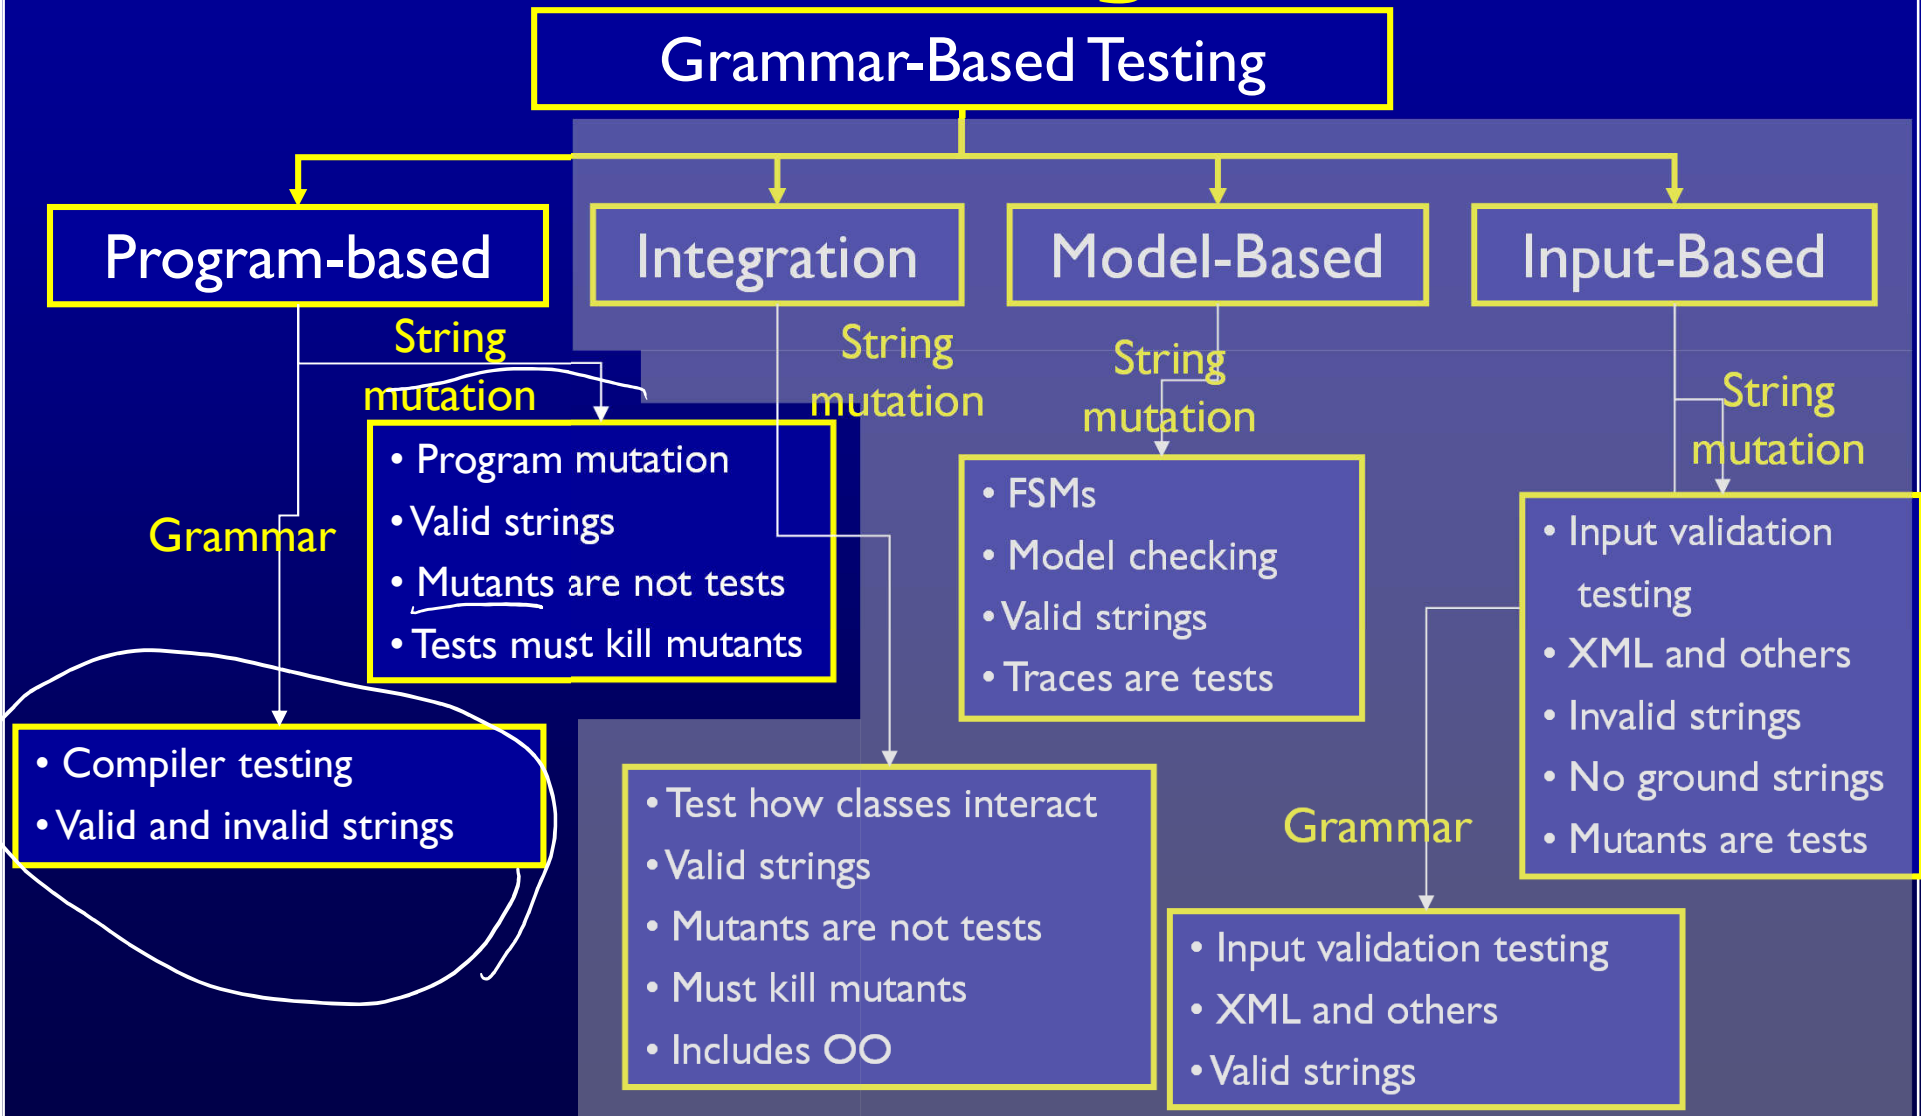 Grammar-Based Testing
Program-based
Integration
Model-Based
Input-Based
String
mutation
• Program mutation
• Valid strings
• Mutants are not tests
• Tests must kill mutants
Grammar
• Compiler testing
• Valid and invalid strings
String
mutation
• Test how classes interact
• Valid strings
• Mutants are not tests
• Must kill mutants
• Includes OO
String
mutation
• FSMs
• Model checking
• Valid strings
• Traces are tests
String
mutation
• Input validation
testing
• XML and others
• Invalid strings
• No ground strings
• Mutants are tests
Grammar
• Input validation testing
• XML and others
• Valid strings